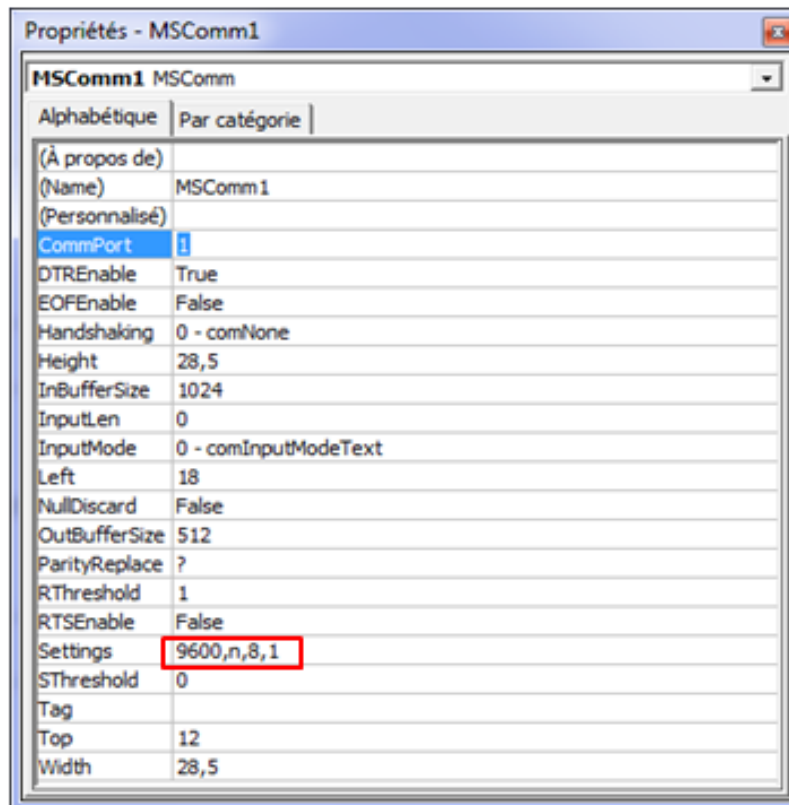 Propriétés - MSComm1
MSComm1 MSComm
Alphabétique Par catégorie
(À propos de)
(Name) MSComm1
(Personnalisé)
CommPort 1
DTREnable True
EOFEnable False
Handshaking 0 - comNone
Height 28,5
InBufferSize 1024
InputLen 0
InputMode 0 - comInputModeText
Left 18
NullDiscard False
OutBufferSize 512
ParityReplace ?
RThreshold 1
RTSEnable False
Settings 9600,n,8,1
SThreshold 0
Tag
Top 12
Width 28,5